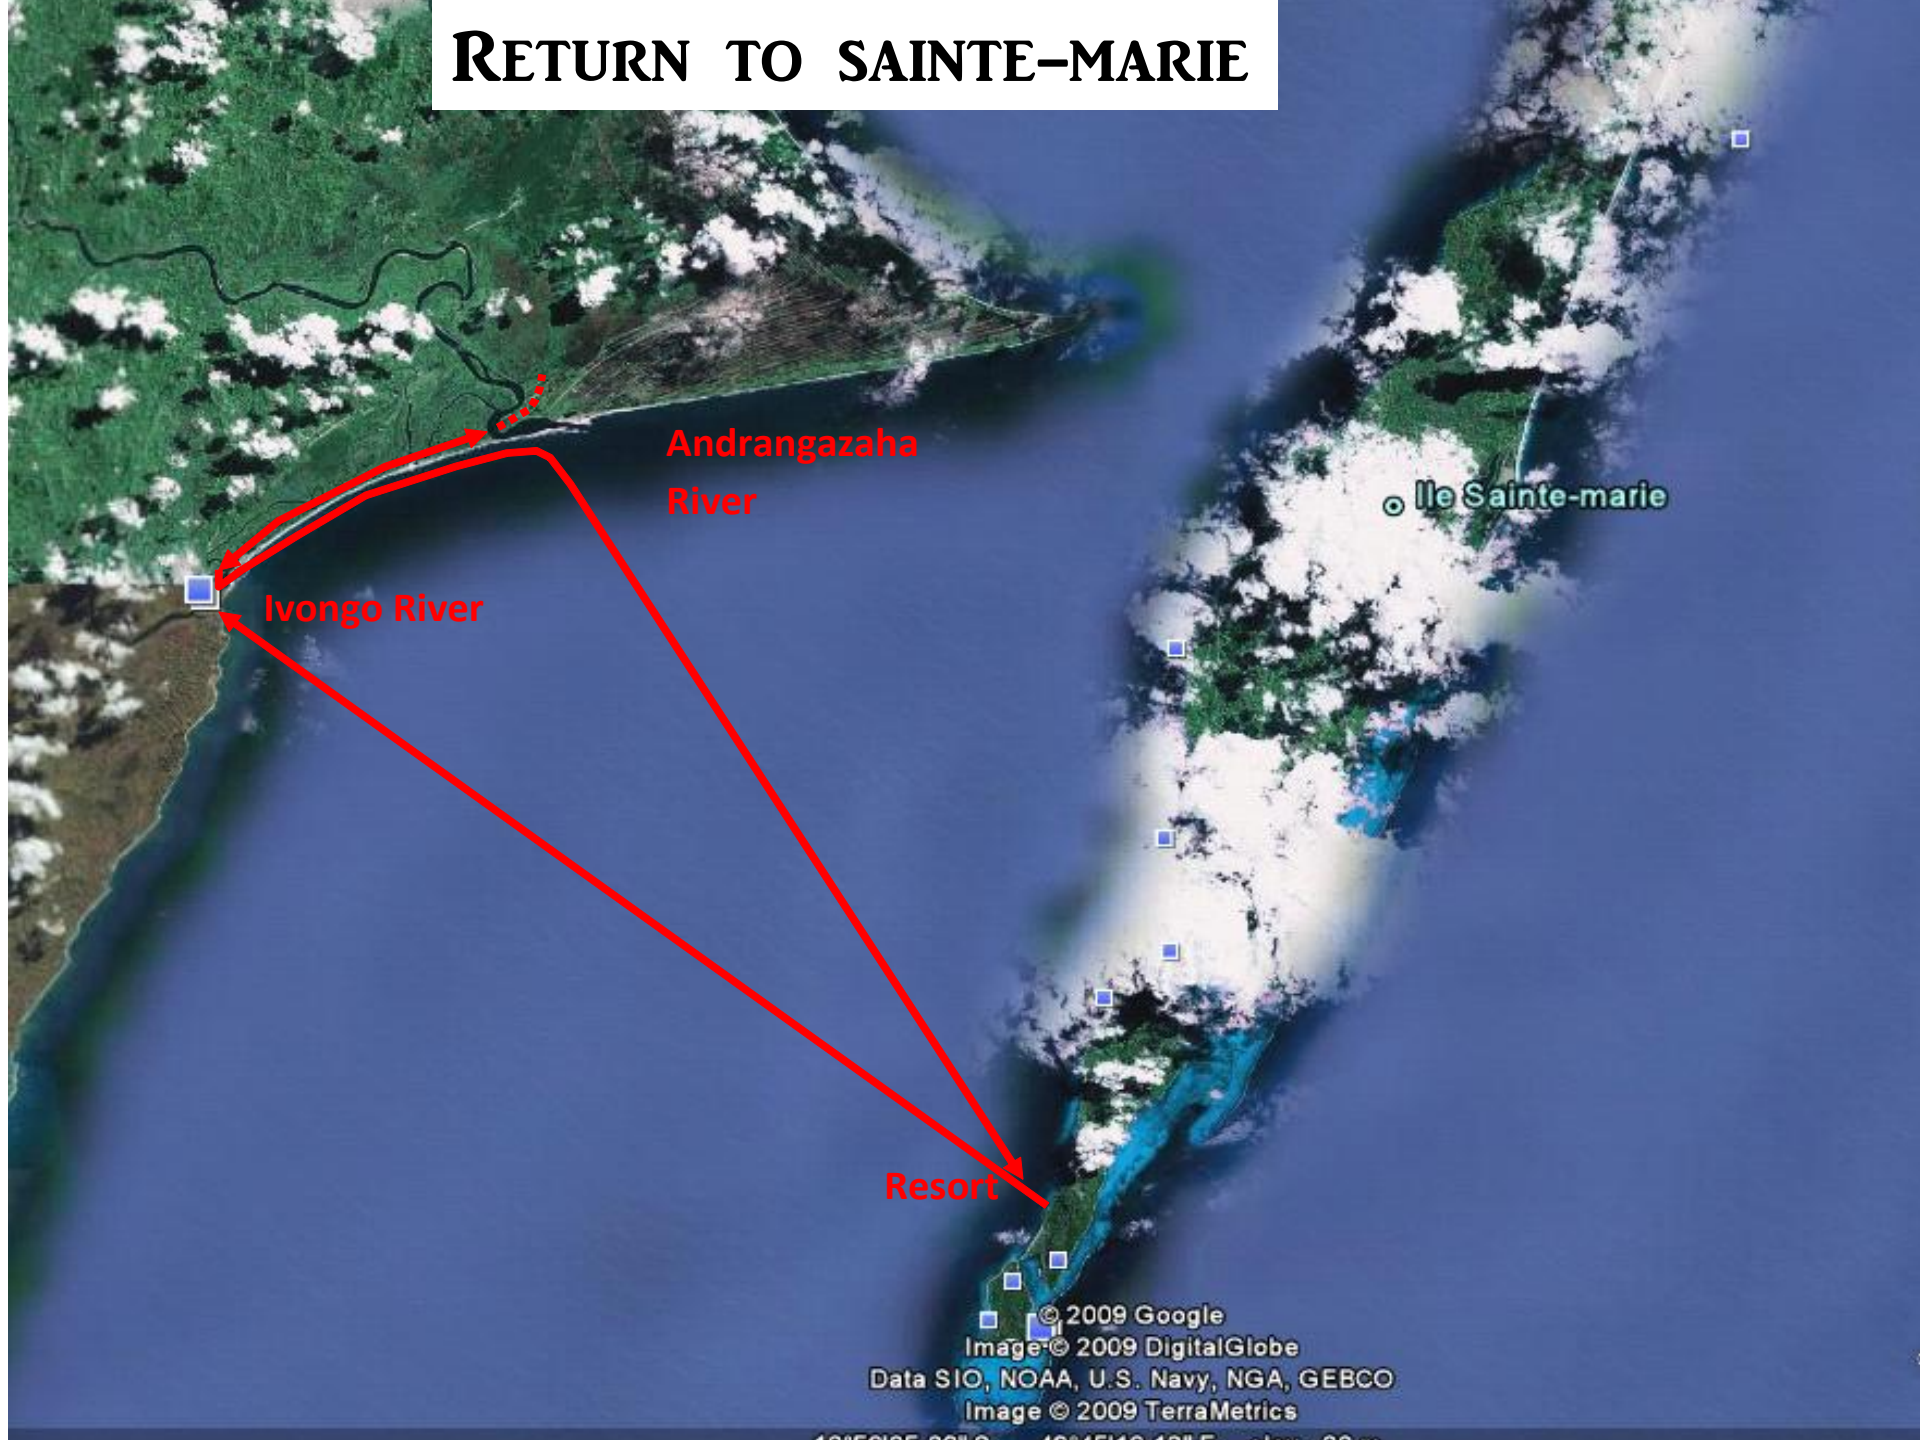 RETURN TO SAINTE-MARIE
Andrangazaha
River
Ile Sainte-marie
Ivongo River
Resort
© 2009 Google
Image © 2009 DigitalGlobe
Data SIO, NOAA, U.S. Navy, NGA, GEBCO
Image © 2009 TerraMetrics